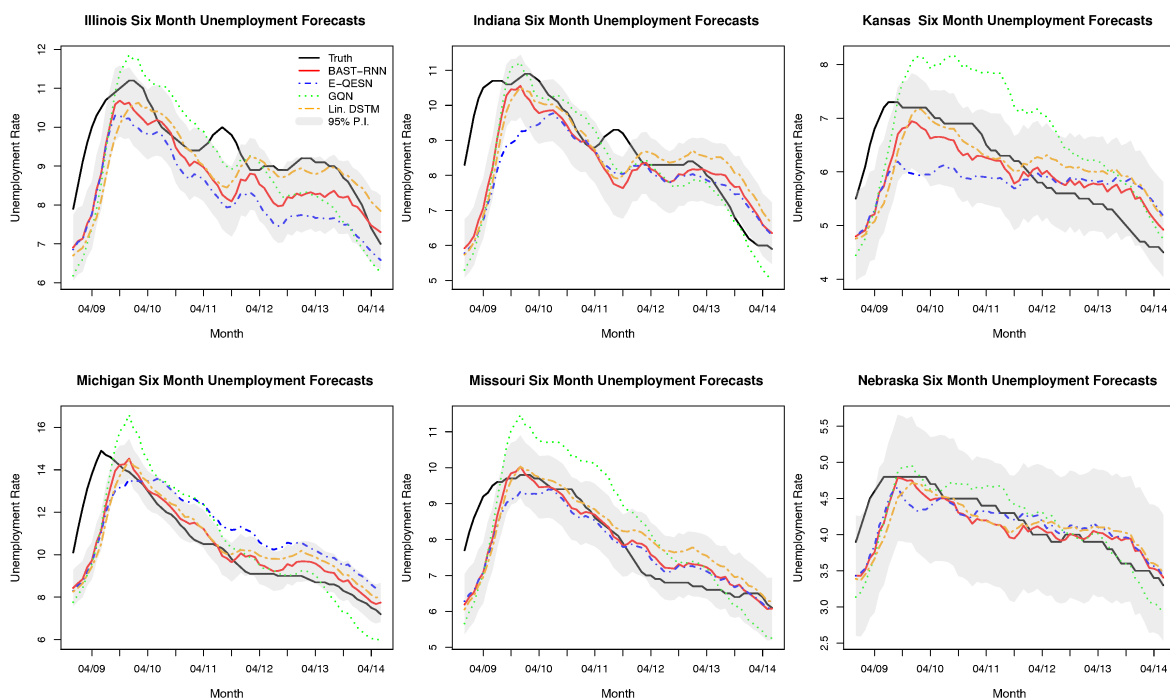 Illinois Six Month Unemployment Forecasts
Unemployment Rate
12
11
10
9
8
7
6
Truth
BAST−RNN
E−QESN
GQN
Lin. DSTM
95% P.I.
04/09 04/10 04/11 04/12 04/13 04/14
Month
Indiana Six Month Unemployment Forecasts
Unemployment Rate
11
10
9
8
7
6
5
04/09 04/10 04/11 04/12 04/13 04/14
Month
Kansas Six Month Unemployment Forecasts
Unemployment Rate
8
7
6
5
4
04/09 04/10 04/11 04/12 04/13 04/14
Month
Michigan Six Month Unemployment Forecasts
Unemployment Rate
16
14
12
10
8
6
04/09 04/10 04/11 04/12 04/13 04/14
Month
Missouri Six Month Unemployment Forecasts
Unemployment Rate
11
10
9
8
7
6
5
04/09 04/10 04/11 04/12 04/13 04/14
Month
Nebraska Six Month Unemployment Forecasts
Unemployment Rate
5.5
5.0
4.5
4.0
3.5
3.0
2.5
04/09 04/10 04/11 04/12 04/13 04/14
Month